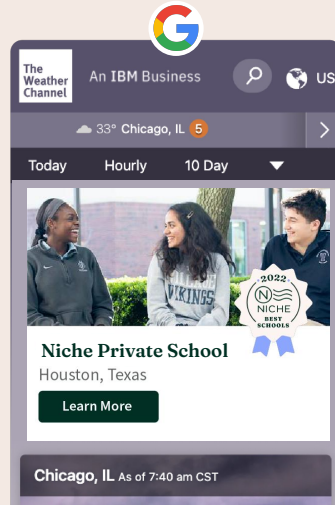 G
The
Weather
Channel
An IBM Business
US
33° Chicago, IL 5
Today Hourly 10 Day
VIKINGS
2022
N
NICHE
BEST
SCHOOLS
Niche Private School
Houston, Texas
Learn More
Chicago, IL As of 7:40 am CST